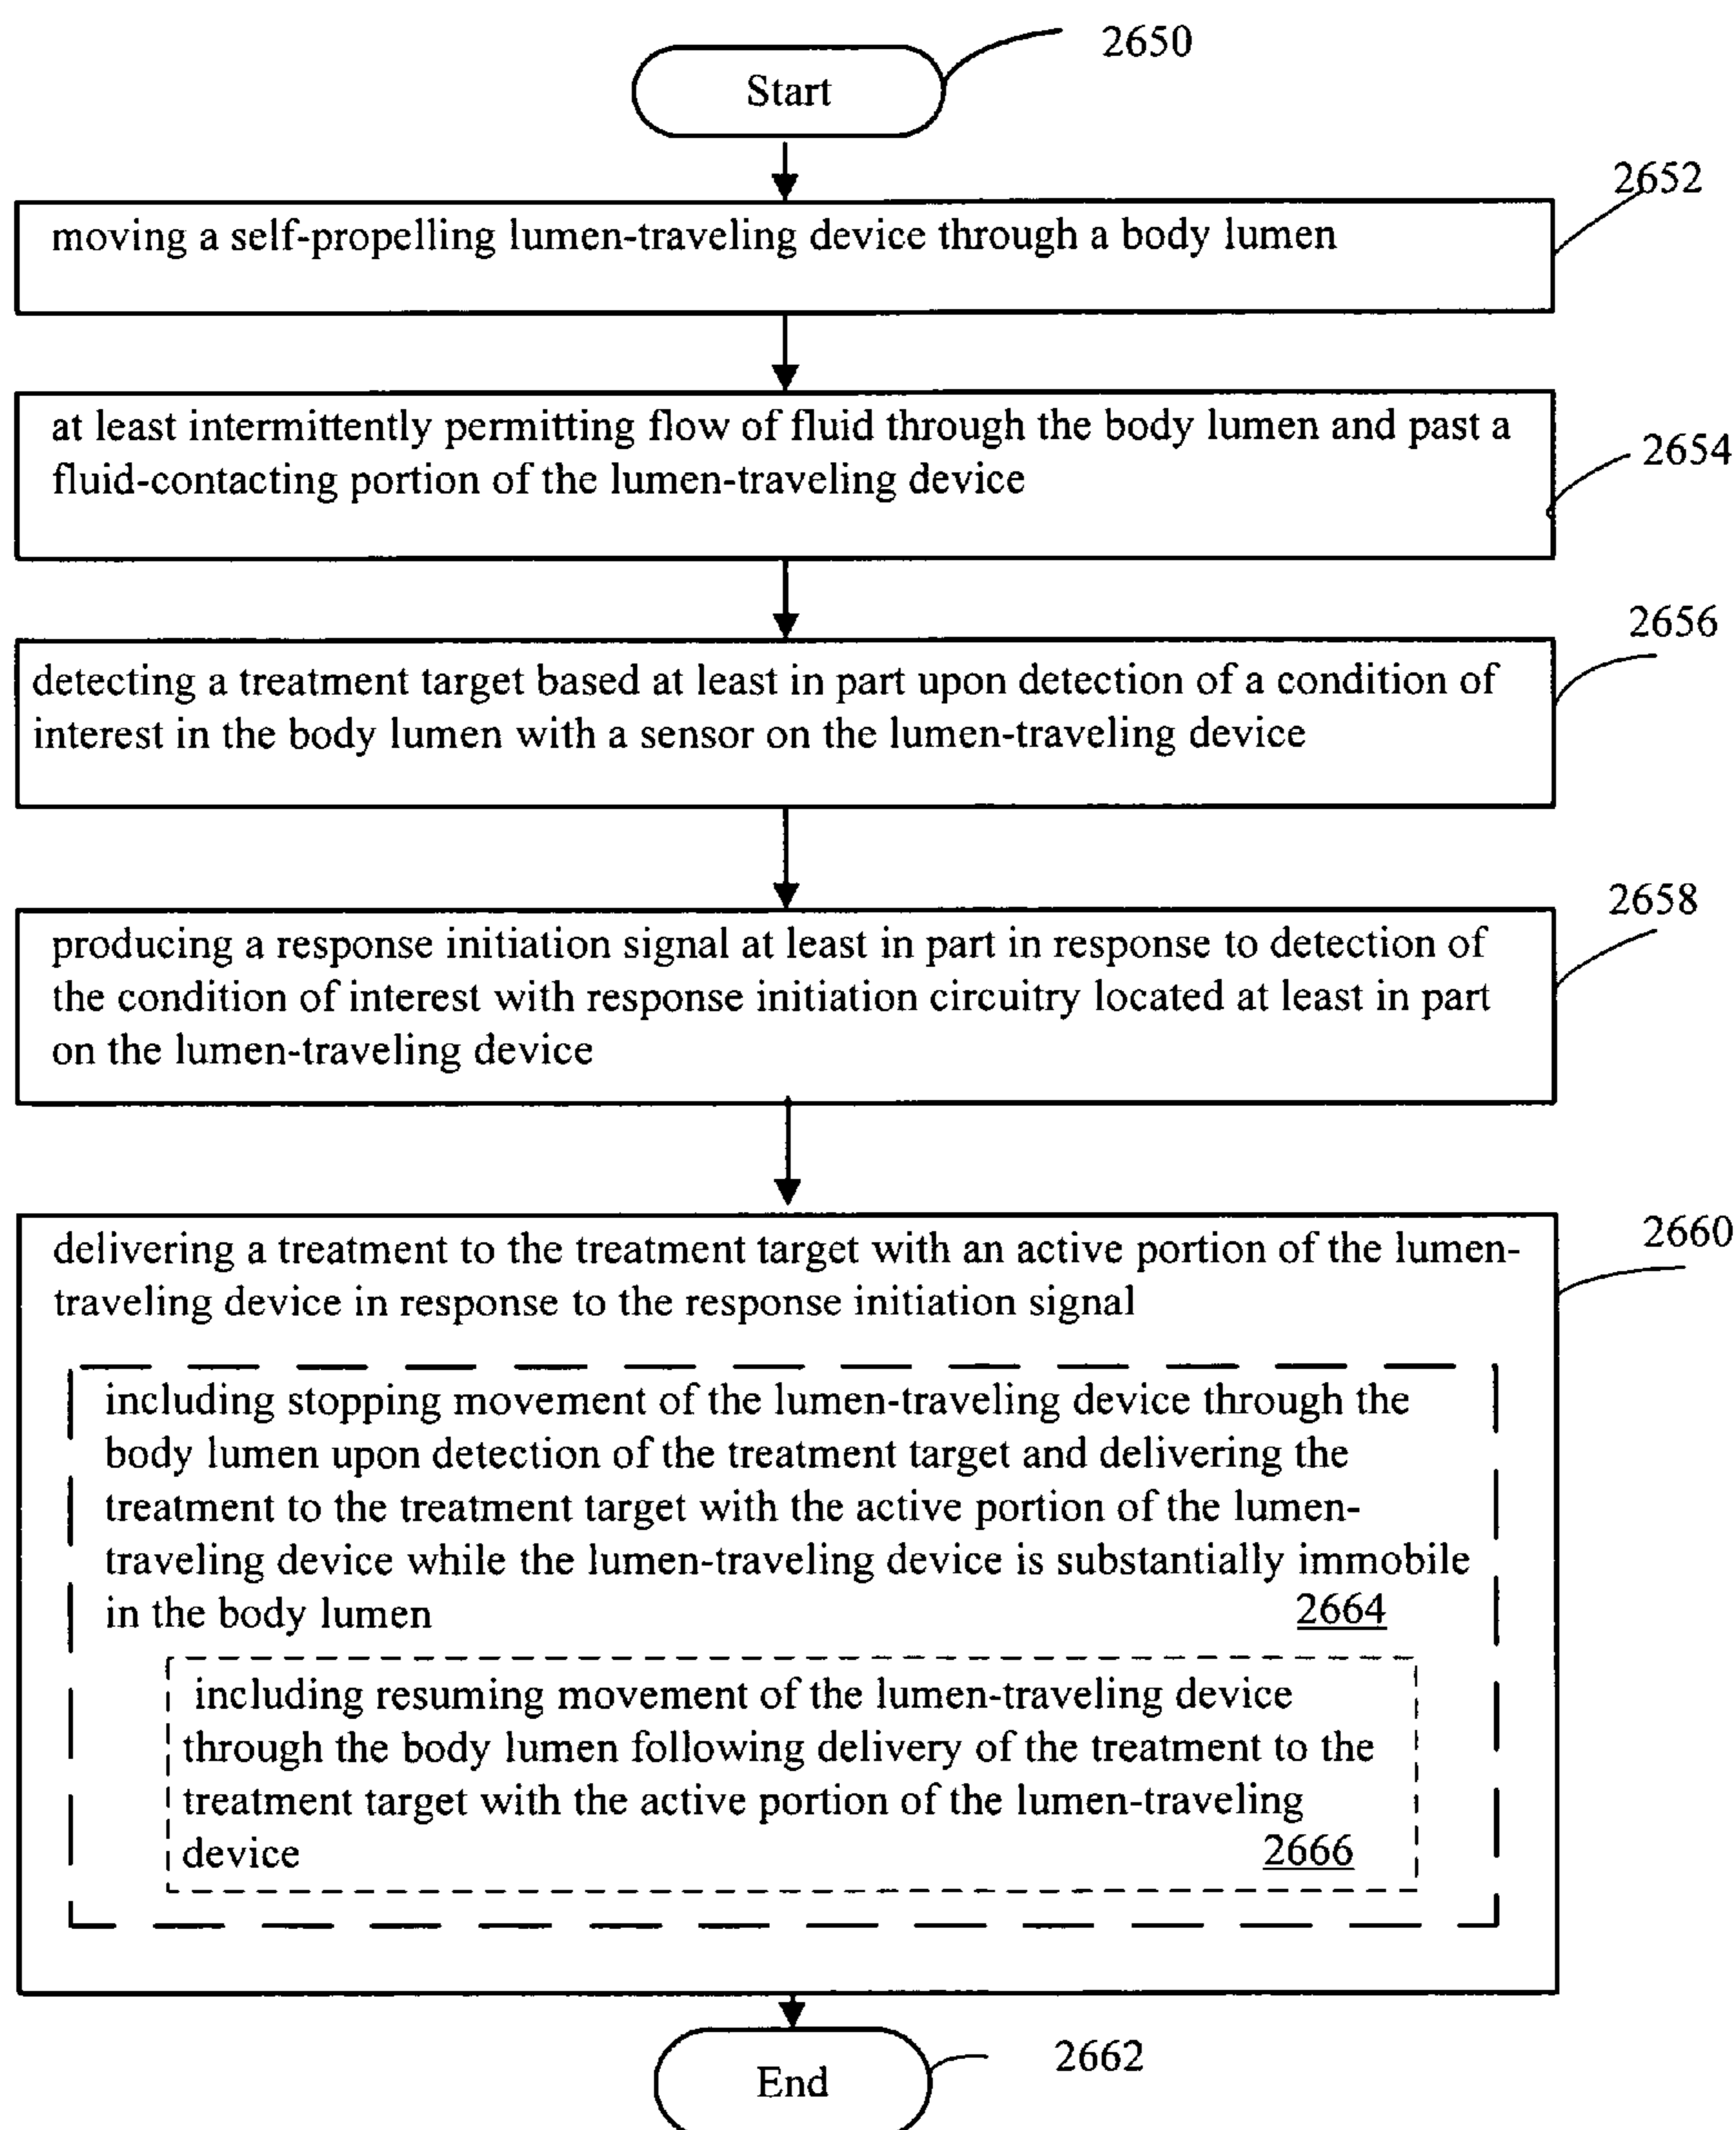 2650
Start
2652
moving a self-propelling lumen-traveling device through a body lumen
at least intermittently permitting flow of fluid through the body lumen and past a
fluid-contacting portion of the lumen-traveling device
2654
2656
detecting a treatment target based at least in part upon detection of a condition of
interest in the body lumen with a sensor on the lumen-traveling device
2658
producing a response initiation signal at least in part in response to detection of
the condition of interest with response initiation circuitry located at least in part
on the lumen-traveling device
2660
delivering a treatment to the treatment target with an active portion of the lumen-
traveling device in response to the response initiation signal
including stopping movement of the lumen-traveling device through the
body lumen upon detection of the treatment target and delivering the
treatment to the treatment target with the active portion of the lumen-
traveling device while the lumen-traveling device is substantially immobile
in the body lumen 2664
including resuming movement of the lumen-traveling device
through the body lumen following delivery of the treatment to the
treatment target with the active portion of the lumen-traveling
device 2666
2662
End